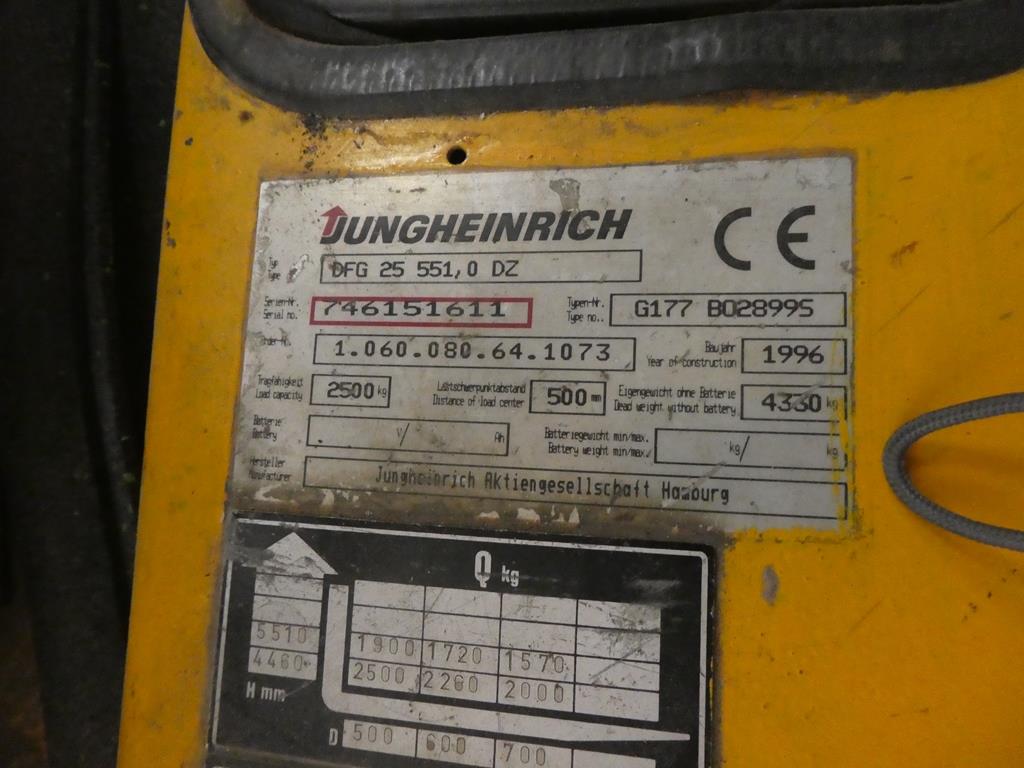 JUNGHEINRICH
CE
Typ DFG 25 551,0 DZ
Type
Serien-Nr. 746151611 Typen-Nr. G177 B028995
Serial no. Type no..
Order-Nr. 1.060.080.64.1073 Baujahr 1996
Year of construction
Tragfähigkeit 2500 kg Lastschwerpunktabstand 500 mm Eigengewicht ohne Batterie 4330 kg
Load capacity Distance of load center Dead weight without battery
Batterie V/ Ah Batteriegewicht min/max. kg/ kg
Battery Battery weight min/max.
Hersteller Jungheinrich Aktiengesellschaft Hamburg
Manufacturer
Q kg
5510 1900 1720 1570
4460 2500 2260 2000
H mm
D 500 600 700